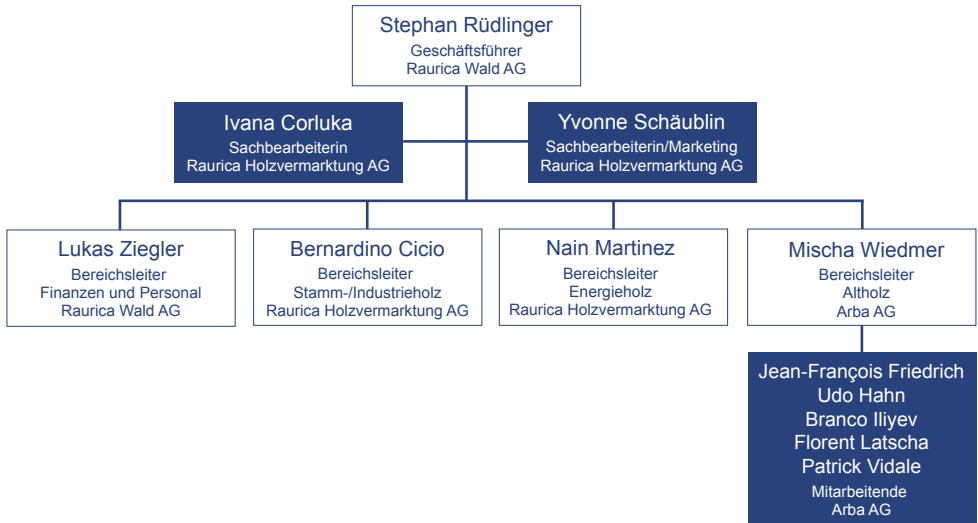 Stephan Rüdlinger
Geschäftsführer
Raurica Wald AG
Ivana Corluka
Sachbearbeiterin
Raurica Holzvermarktung AG
Yvonne Schäublin
Sachbearbeiterin/Marketing
Raurica Holzvermarktung AG
Lukas Ziegler
Bereichsleiter
Finanzen und Personal
Raurica Wald AG
Bernardino Cicio
Bereichsleiter
Stamm-/Industrieholz
Raurica Holzvermarktung AG
Nain Martinez
Bereichsleiter
Energieholz
Raurica Holzvermarktung AG
Mischa Wiedmer
Bereichsleiter
Altholz
Arba AG
Jean-François Friedrich
Udo Hahn
Branco Iliyev
Florent Latscha
Patrick Vidale
Mitarbeitende
Arba AG